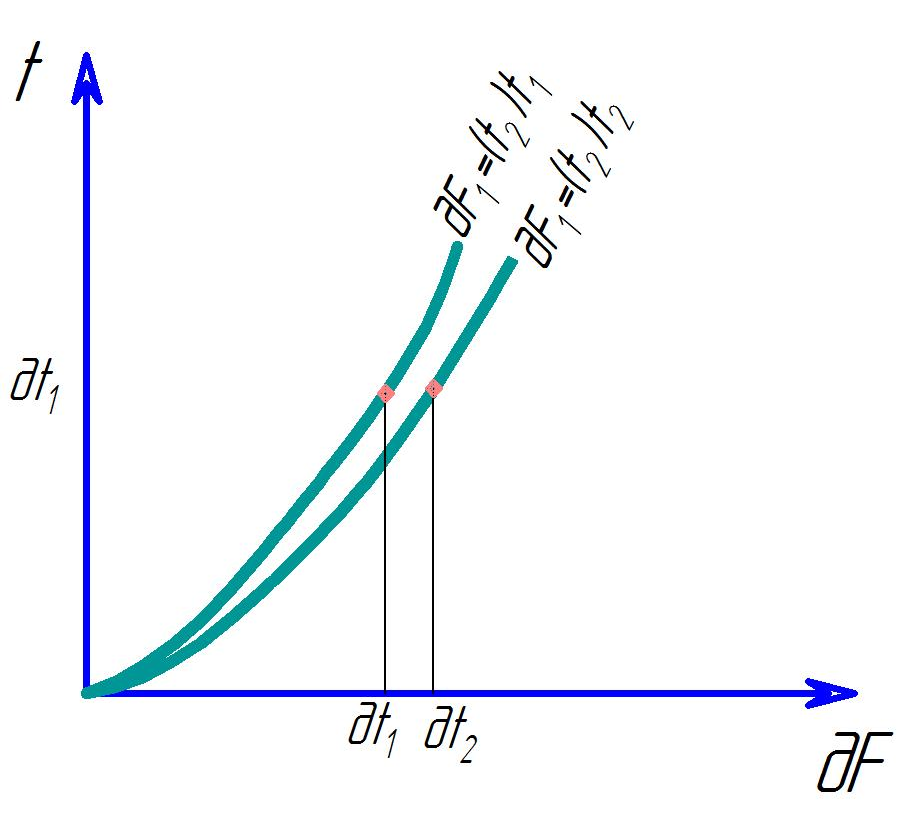 t
∂F₁=(t₂)t₁
∂F₁=(t₂)t₂
∂t₁
∂t₁
∂t₂
∂F